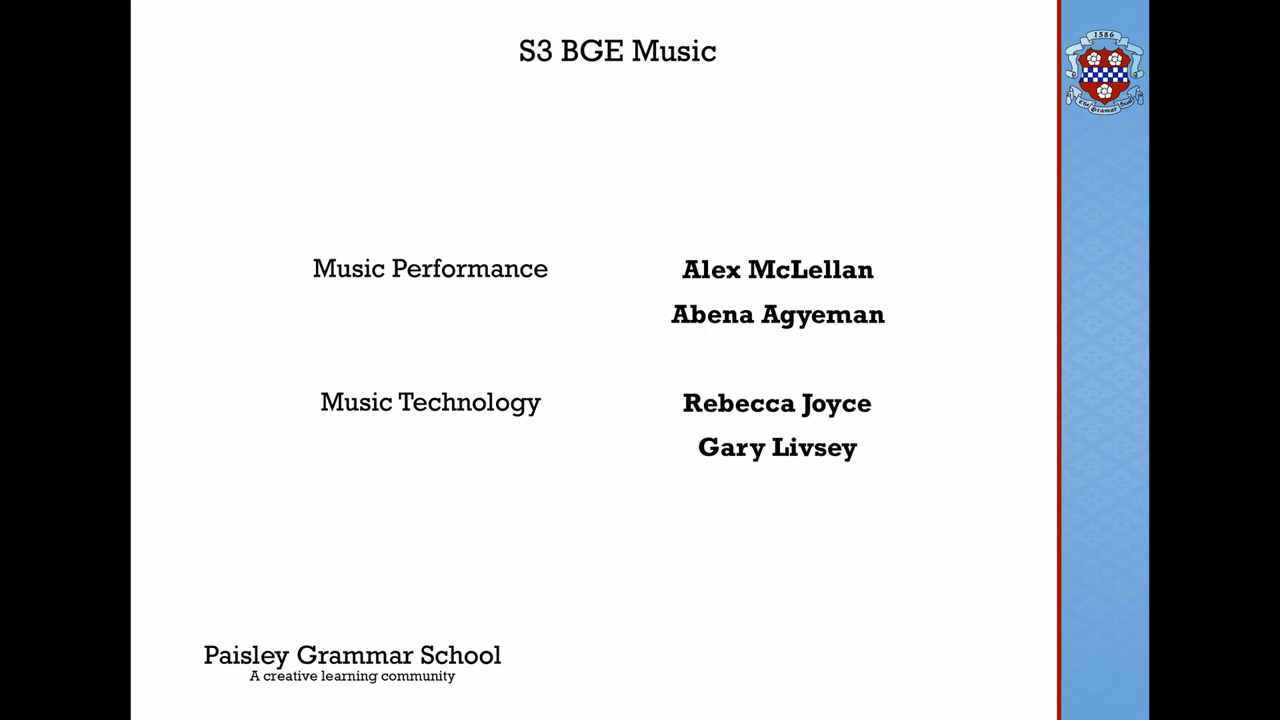 S3 BGE Music
1586
Music Performance
Alex McLellan
Abena Agyeman
Music Technology
Rebecca Joyce
Gary Livsey
Paisley Grammar School
A creative learning community